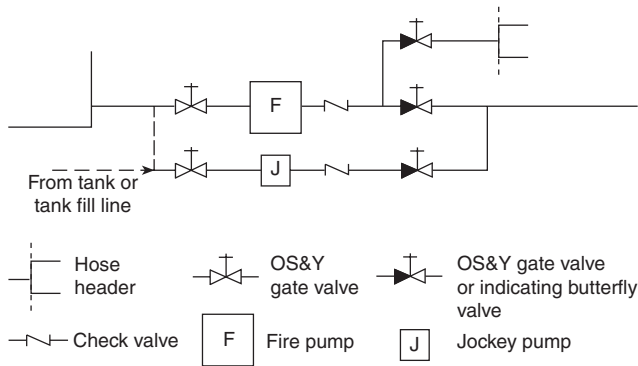 F
J
From tank or
tank fill line
Hose
header
OS&Y
gate valve
OS&Y gate valve
or indicating butterfly
valve
Check valve
F
Fire pump
J
Jockey pump